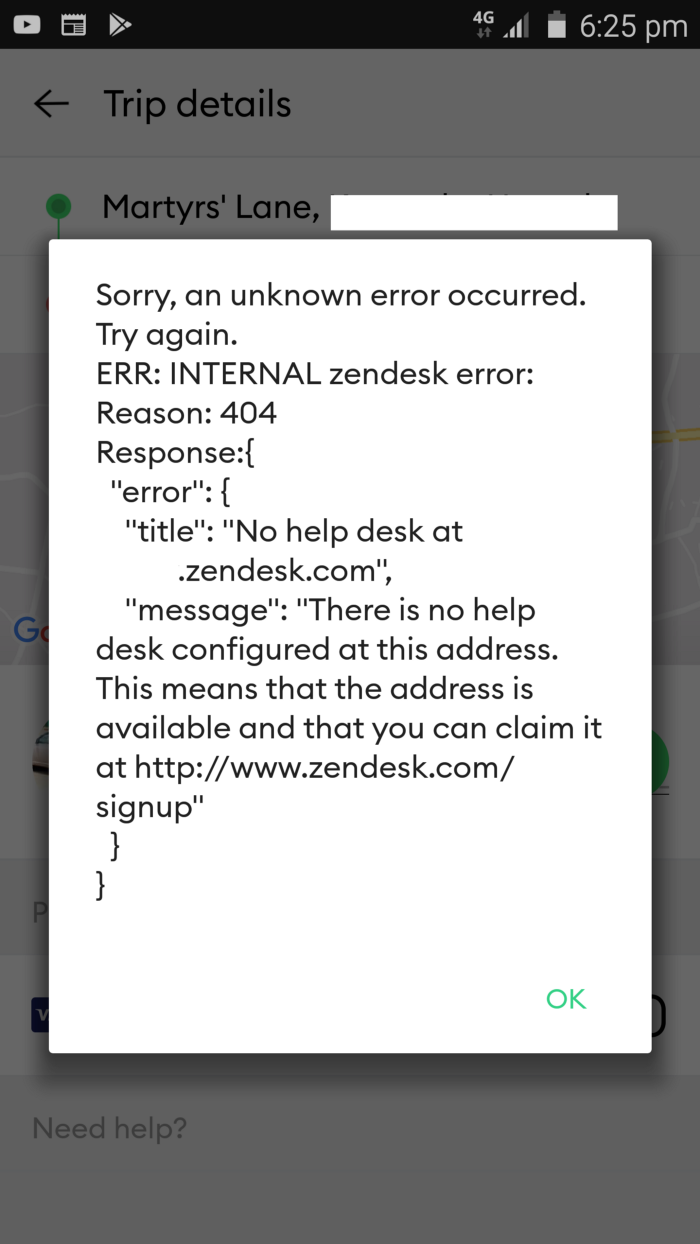 4G
6:25 pm
Trip details
Martyrs' Lane,
Sorry, an unknown error occurred.
Try again.
ERR: INTERNAL zendesk error:
Reason: 404
Response:{
"error": {
"title": "No help desk at
.zendesk.com",
"message": "There is no help
desk configured at this address.
This means that the address is
available and that you can claim it
at http://www.zendesk.com/
signup"
}
}
OK
Need help?